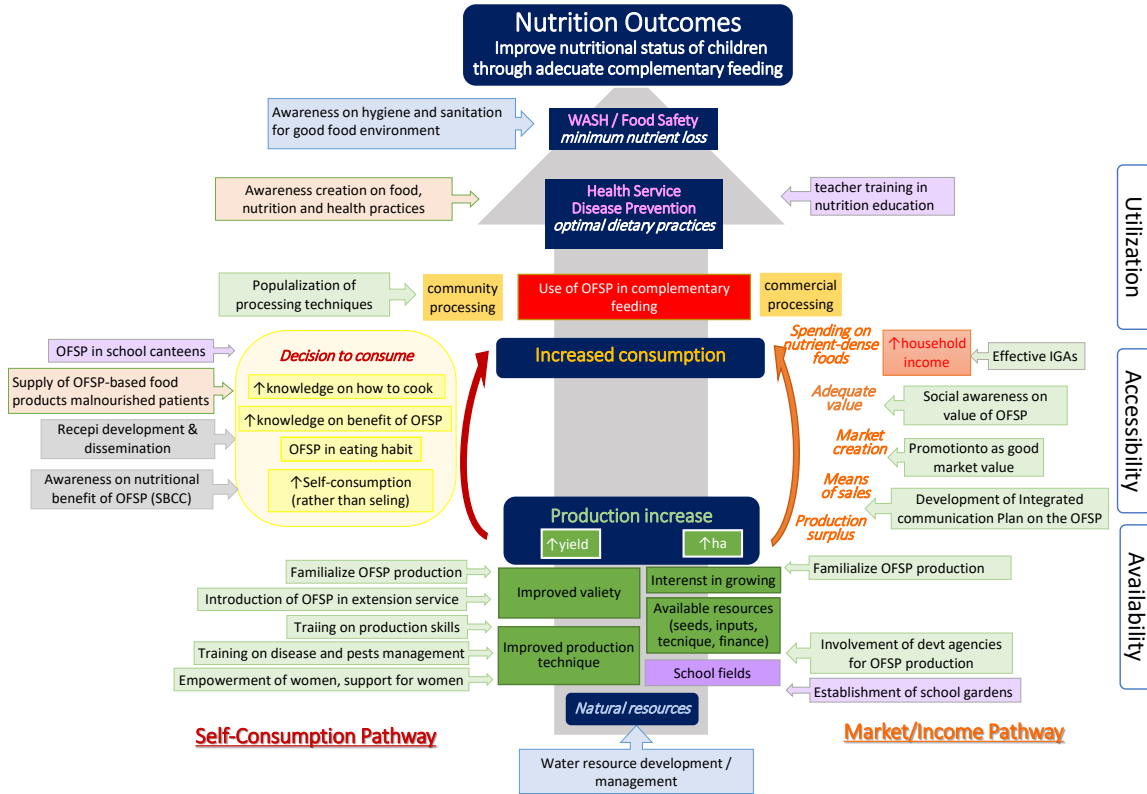 Nutrition Outcomes
Improve nutritional status of children
through adecuate complementary feeding
Awareness on hygiene and sanitation
for good food environment
WASH / Food Safety
minimum nutrient loss
Awareness creation on food,
nutrition and health practices
Health Service
Disease Prevention
optimal dietary practices
teacher training in
nutrition education
Utilization
Populalization of
processing techniques
community
processing
Use of OFSP in complementary
feeding
commercial
processing
OFSP in school canteens
Supply of OFSP-based food
products malnourished patients
Recepi development &
dissemination
Awareness on nutritional
benefit of OFSP (SBCC)
Decision to consume
↑knowledge on how to cook
↑knowledge on benefit of OFSP
OFSP in eating habit
↑Self-consumption
(rather than seling)
Increased consumption
Spending on
nutrient-dense
foods
↑household
income
Effective IGAs
Adequate
value
Social awareness on
value of OFSP
Market
creation
Promotionto as good
market value
Means
of sales
Development of Integrated
communication Plan on the OFSP
Production
surplus
Accessibility
Production increase
↑yield
↑ha
Familialize OFSP production
Introduction of OFSP in extension service
Traiing on production skills
Training on disease and pests management
Empowerment of women, support for women
Improved valiety
Improved production
technique
Interenst in growing
Available resources
(seeds, inputs,
tecnique, finance)
School fields
Familialize OFSP production
Involvement of devt agencies
for OFSP production
Establishment of school gardens
Availability
Natural resources
Self-Consumption Pathway
Market/Income Pathway
Water resource development /
management